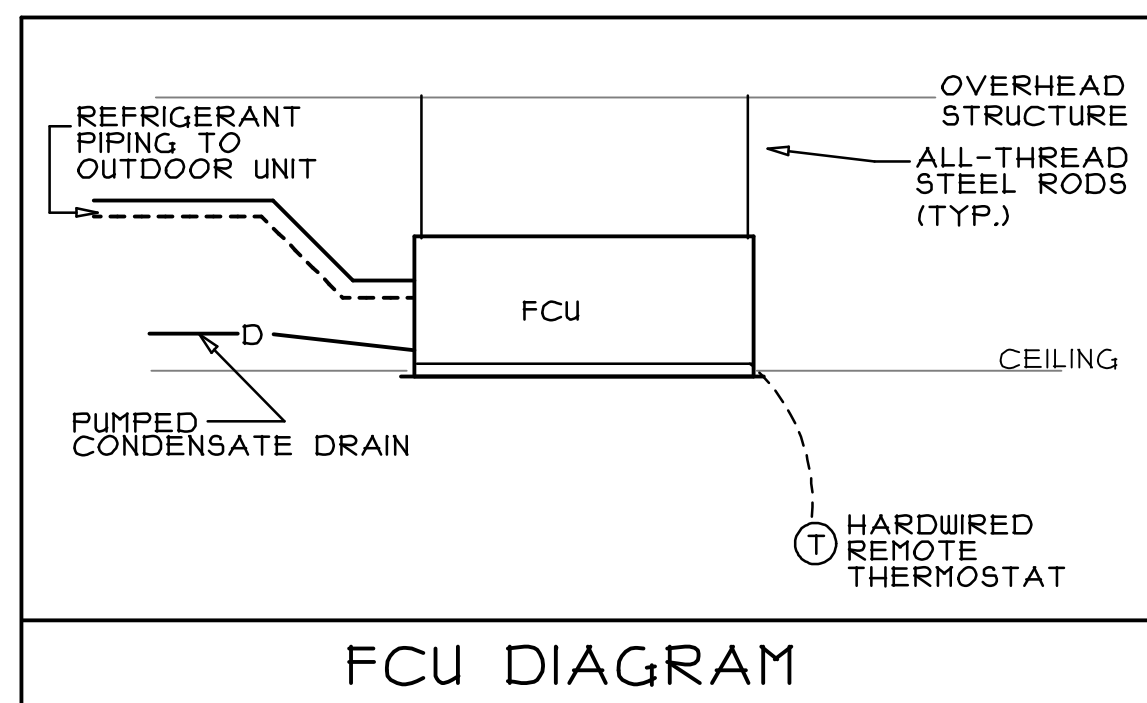 REFRIGERANT
PIPING TO
OUTDOOR UNIT
OVERHEAD
STRUCTURE
ALL-THREAD
STEEL RODS
(TYP.)
FCU
D
CEILING
PUMPED
CONDENSATE DRAIN
T
HARDWIRED
REMOTE
THERMOSTAT
FCU DIAGRAM